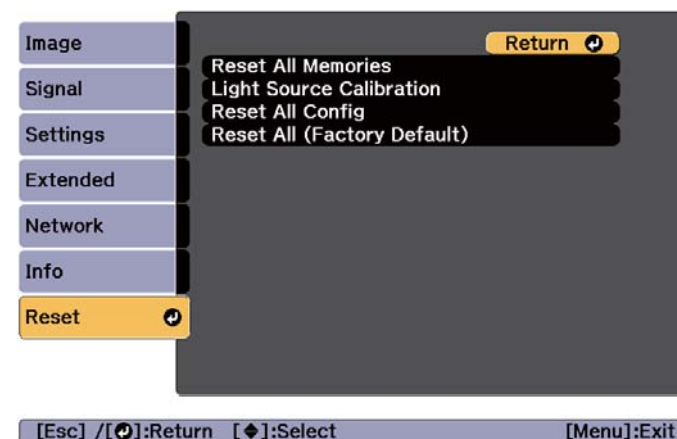 Image
Signal
Settings
Extended
Network
Info
Reset
Return
Reset All Memories
Light Source Calibration
Reset All Config
Reset All (Factory Default)
[Esc] /[⏎]:Return [◆]:Select [Menu]:Exit